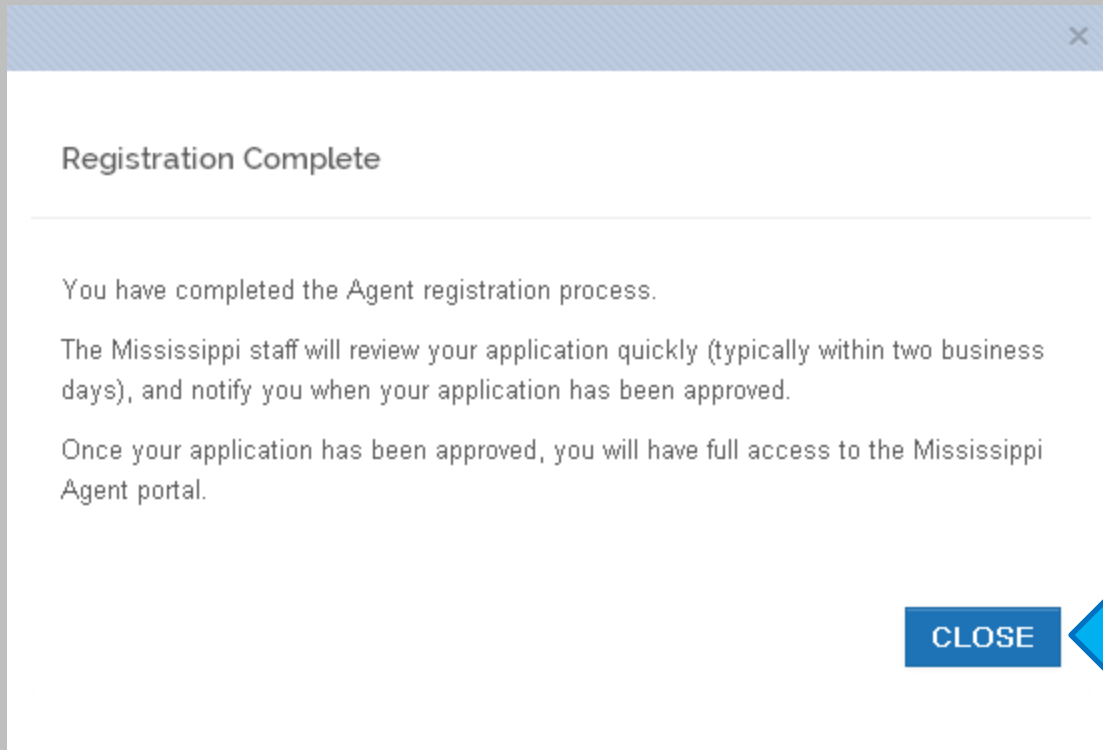 Registration Complete
You have completed the Agent registration process.
The Mississippi staff will review your application quickly (typically within two business
days), and notify you when your application has been approved.
Once your application has been approved, you will have full access to the Mississippi
Agent portal.
CLOSE